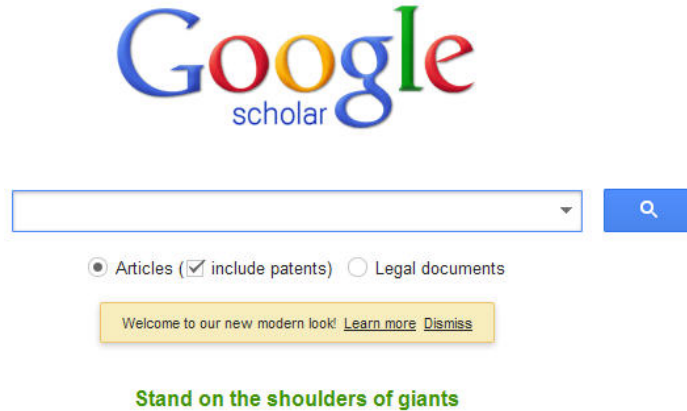 Google
scholar
Articles (include patents) Legal documents
Welcome to our new modern look! Learn more Dismiss
Stand on the shoulders of giants